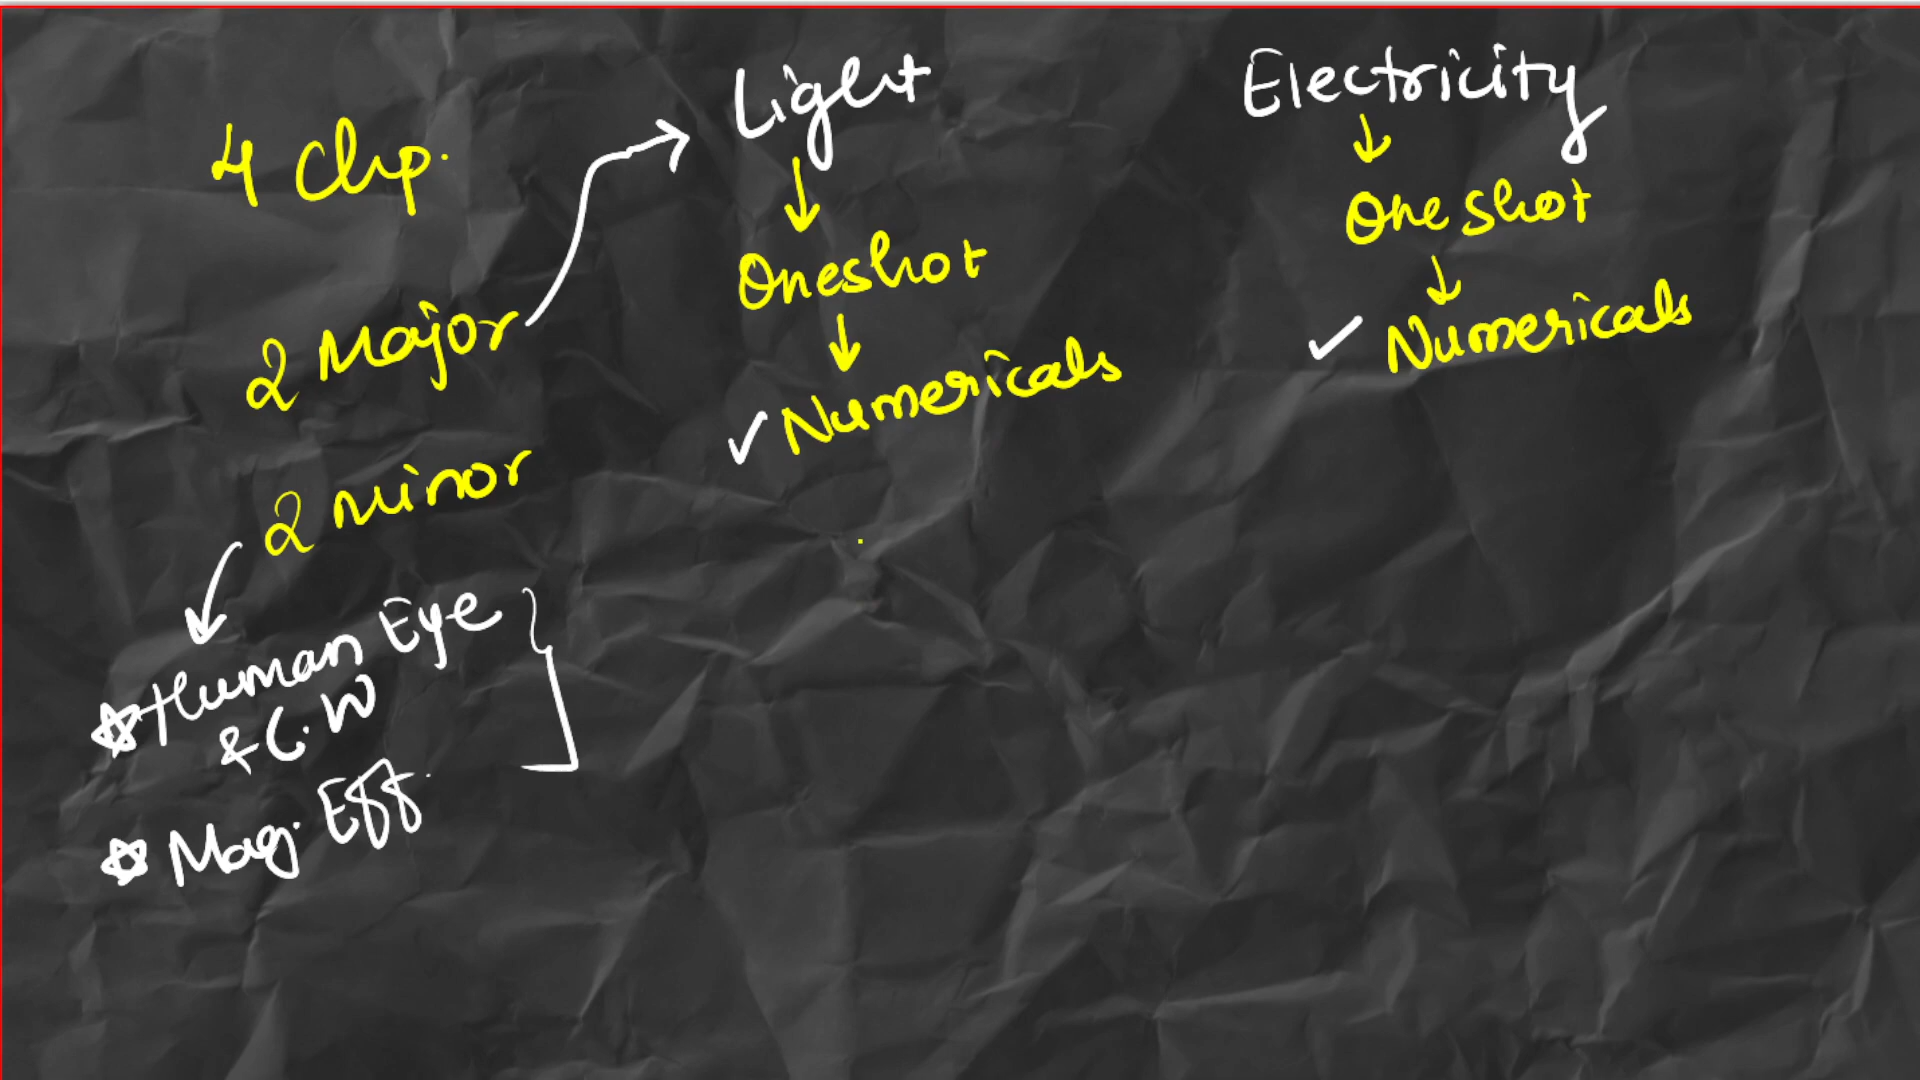 4 Chp.
2 Major
2 Minor
Human Eye
& C.W
Mag. Eff.
Light
Oneshot
Numericals
Electricity
One shot
Numericals